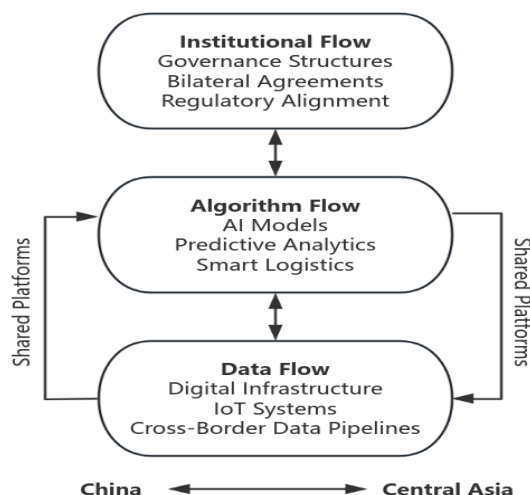 Institutional Flow
Governance Structures
Bilateral Agreements
Regulatory Alignment
Algorithm Flow
AI Models
Predictive Analytics
Smart Logistics
Shared Platforms
Shared Platforms
Data Flow
Digital Infrastructure
IoT Systems
Cross-Border Data Pipelines
China
Central Asia